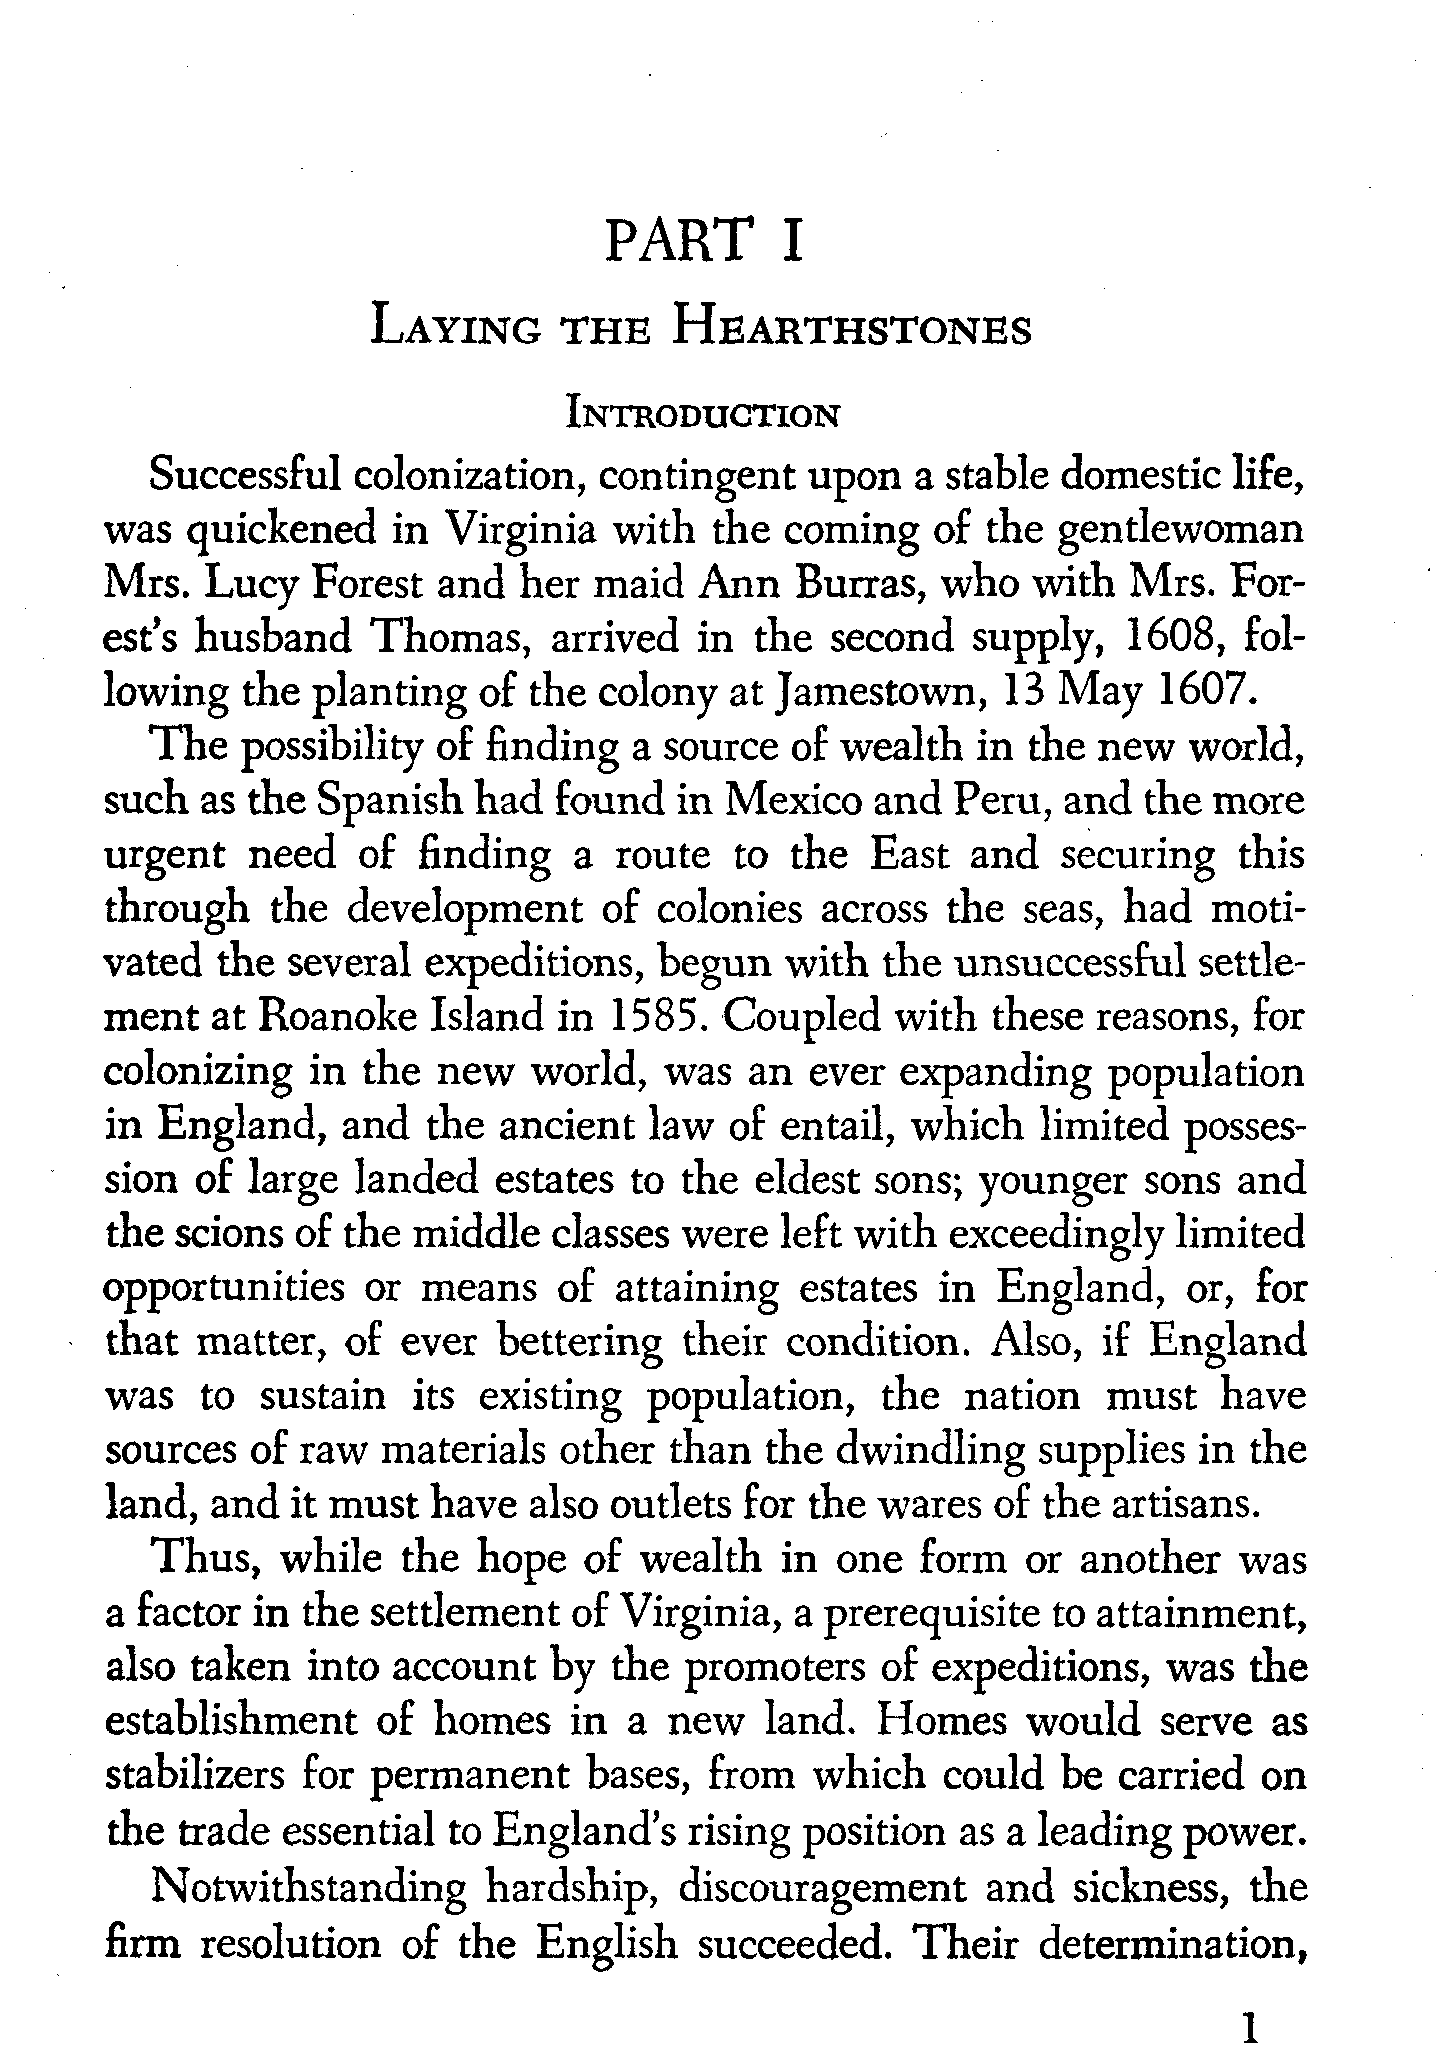 PART I
LAYING THE HEARTHSTONES
INTRODUCTION
Successful colonization, contingent upon a stable domestic life,
was quickened in Virginia with the coming of the gentlewoman
Mrs. Lucy Forest and her maid Ann Burras, who with Mrs. For-
est's husband Thomas, arrived in the second supply, 1608, fol-
lowing the planting of the colony at Jamestown, 13 May 1607.
The possibility of finding a source of wealth in the new world,
such as the Spanish had found in Mexico and Peru, and the more
urgent need of finding a route to the East and securing this
through the development of colonies across the seas, had moti-
vated the several expeditions, begun with the unsuccessful settle-
ment at Roanoke Island in 1585. Coupled with these reasons, for
colonizing in the new world, was an ever expanding population
in England, and the ancient law of entail, which limited posses-
sion of large landed estates to the eldest sons; younger sons and
the scions of the middle classes were left with exceedingly limited
opportunities or means of attaining estates in England, or, for
that matter, of ever bettering their condition. Also, if England
was to sustain its existing population, the nation must have
sources of raw materials other than the dwindling supplies in the
land, and it must have also outlets for the wares of the artisans.
Thus, while the hope of wealth in one form or another was
a factor in the settlement of Virginia, a prerequisite to attainment,
also taken into account by the promoters of expeditions, was the
establishment of homes in a new land. Homes would serve as
stabilizers for permanent bases, from which could be carried on
the trade essential to England's rising position as a leading power.
Notwithstanding hardship, discouragement and sickness, the
firm resolution of the English succeeded. Their determination,
1